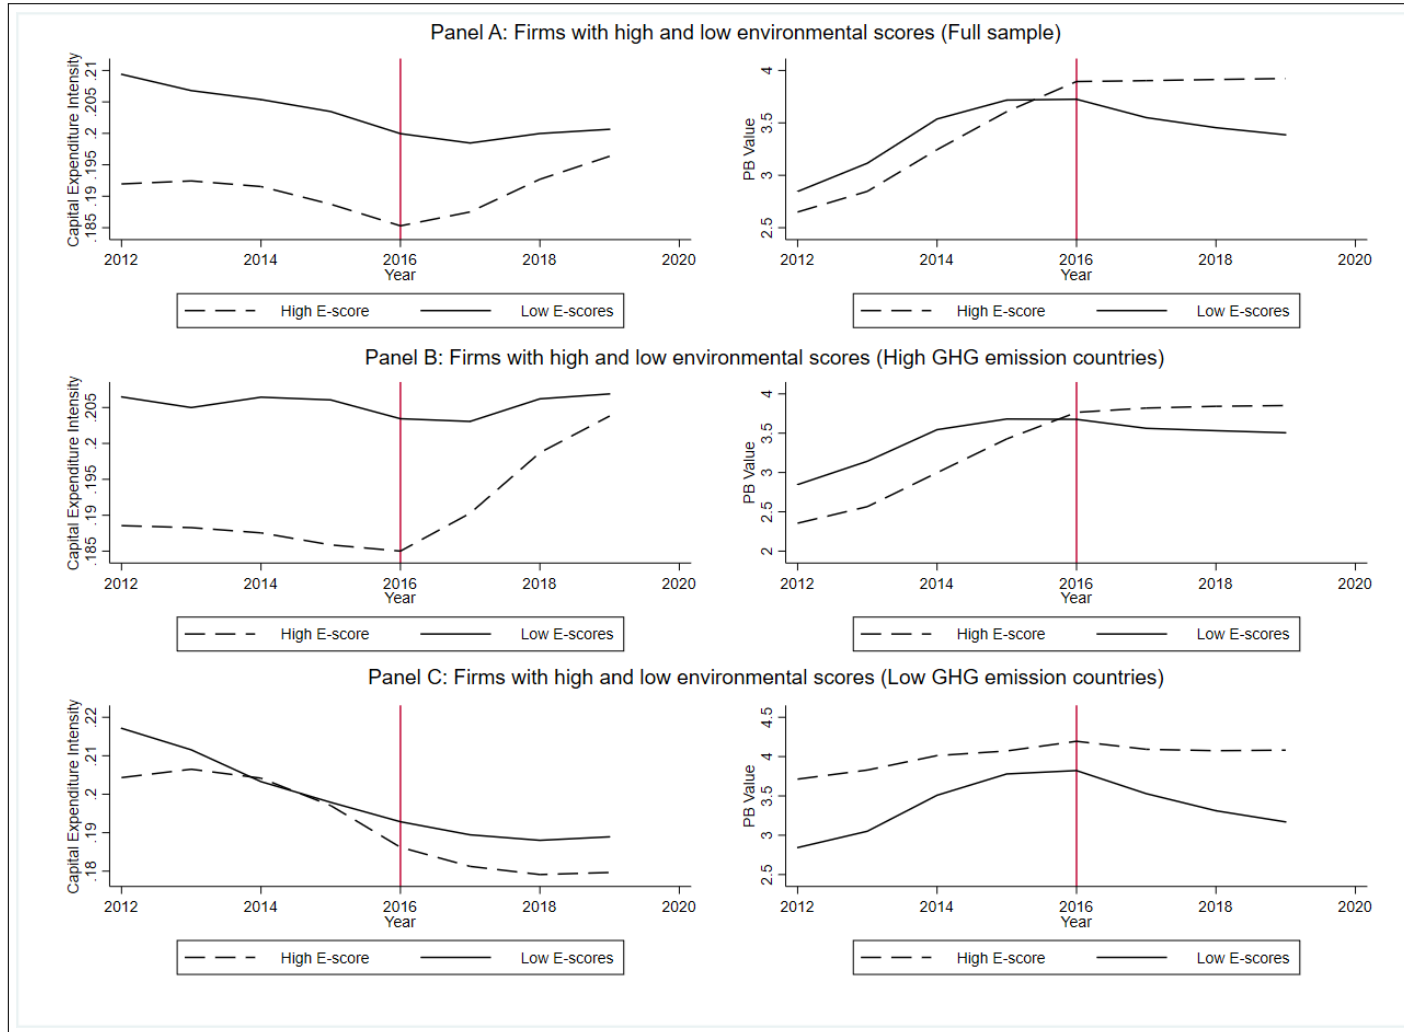 Panel A: Firms with high and low environmental scores (Full sample)
Capital Expenditure Intensity
.21
.205
.2
.195
.19
.185
2012 2014 2016 2018 2020
Year
High E-score Low E-scores
PB Value
4
3.5
3
2.5
2012 2014 2016 2018 2020
Year
High E-score Low E-scores
Panel B: Firms with high and low environmental scores (High GHG emission countries)
Capital Expenditure Intensity
.205
.2
.195
.19
.185
2012 2014 2016 2018 2020
Year
High E-score Low E-scores
PB Value
4
3.5
3
2.5
2
2012 2014 2016 2018 2020
Year
High E-score Low E-scores
Panel C: Firms with high and low environmental scores (Low GHG emission countries)
Capital Expenditure Intensity
.22
.21
.2
.19
.18
2012 2014 2016 2018 2020
Year
High E-score Low E-scores
PB Value
4.5
4
3.5
3
2.5
2012 2014 2016 2018 2020
Year
High E-score Low E-scores